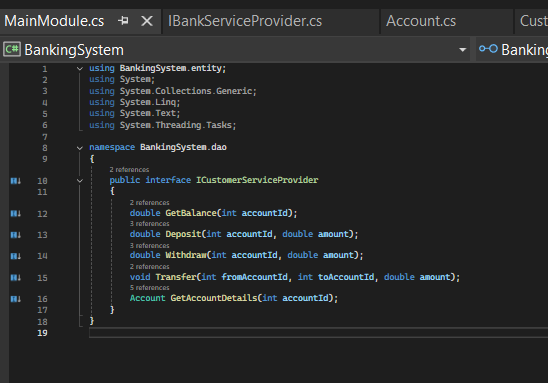 MainModule.cs
IBankServiceProvider.cs
Account.cs
Cust
C# BankingSystem
Banking
1 using BankingSystem.entity;
2 using System;
3 using System.Collections.Generic;
4 using System.Linq;
5 using System.Text;
6 using System.Threading.Tasks;
7
8 namespace BankingSystem.dao
9 {
2 references
10 public interface ICustomerServiceProvider
11 {
2 references
12 double GetBalance(int accountId);
3 references
13 double Deposit(int accountId, double amount);
3 references
14 double Withdraw(int accountId, double amount);
2 references
15 void Transfer(int fromAccountId, int toAccountId, double amount);
5 references
16 Account GetAccountDetails(int accountId);
17 }
18 }
19